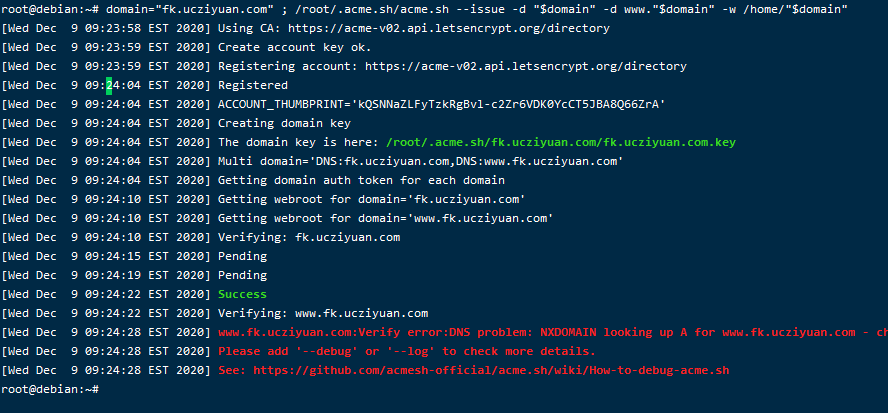 root@debian:~# domain="fk.ucziyuan.com" ; /root/.acme.sh/acme.sh --issue -d "$domain" -d www."$domain" -w /home/"$domain"
[Wed Dec  9 09:23:58 EST 2020] Using CA: https://acme-v02.api.letsencrypt.org/directory
[Wed Dec  9 09:23:59 EST 2020] Create account key ok.
[Wed Dec  9 09:23:59 EST 2020] Registering account: https://acme-v02.api.letsencrypt.org/directory
[Wed Dec  9 09:24:04 EST 2020] Registered
[Wed Dec  9 09:24:04 EST 2020] ACCOUNT_THUMBPRINT='kQSNNaZLFyTzkRgBvl-c2Zr6VDK0YcCT5JBA8Q66ZrA'
[Wed Dec  9 09:24:04 EST 2020] Creating domain key
[Wed Dec  9 09:24:04 EST 2020] The domain key is here: /root/.acme.sh/fk.ucziyuan.com/fk.ucziyuan.com.key
[Wed Dec  9 09:24:04 EST 2020] Multi domain='DNS:fk.ucziyuan.com,DNS:www.fk.ucziyuan.com'
[Wed Dec  9 09:24:04 EST 2020] Getting domain auth token for each domain
[Wed Dec  9 09:24:10 EST 2020] Getting webroot for domain='fk.ucziyuan.com'
[Wed Dec  9 09:24:10 EST 2020] Getting webroot for domain='www.fk.ucziyuan.com'
[Wed Dec  9 09:24:10 EST 2020] Verifying: fk.ucziyuan.com
[Wed Dec  9 09:24:15 EST 2020] Pending
[Wed Dec  9 09:24:19 EST 2020] Pending
[Wed Dec  9 09:24:22 EST 2020] Success
[Wed Dec  9 09:24:22 EST 2020] Verifying: www.fk.ucziyuan.com
[Wed Dec  9 09:24:28 EST 2020] www.fk.ucziyuan.com:Verify error:DNS problem: NXDOMAIN looking up A for www.fk.ucziyuan.com - ch
[Wed Dec  9 09:24:28 EST 2020] Please add '--debug' or '--log' to check more details.
[Wed Dec  9 09:24:28 EST 2020] See: https://github.com/acmesh-official/acme.sh/wiki/How-to-debug-acme.sh
root@debian:~#